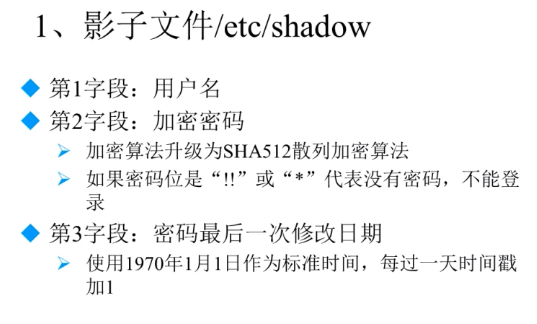 1、影子文件/etc/shadow
第1字段：用户名
第2字段：加密密码
加密算法升级为SHA512散列加密算法
如果密码位是“!!”或“*”代表没有密码，不能登
录
第3字段：密码最后一次修改日期
使用1970年1月1日作为标准时间，每过一天时间戳
加1